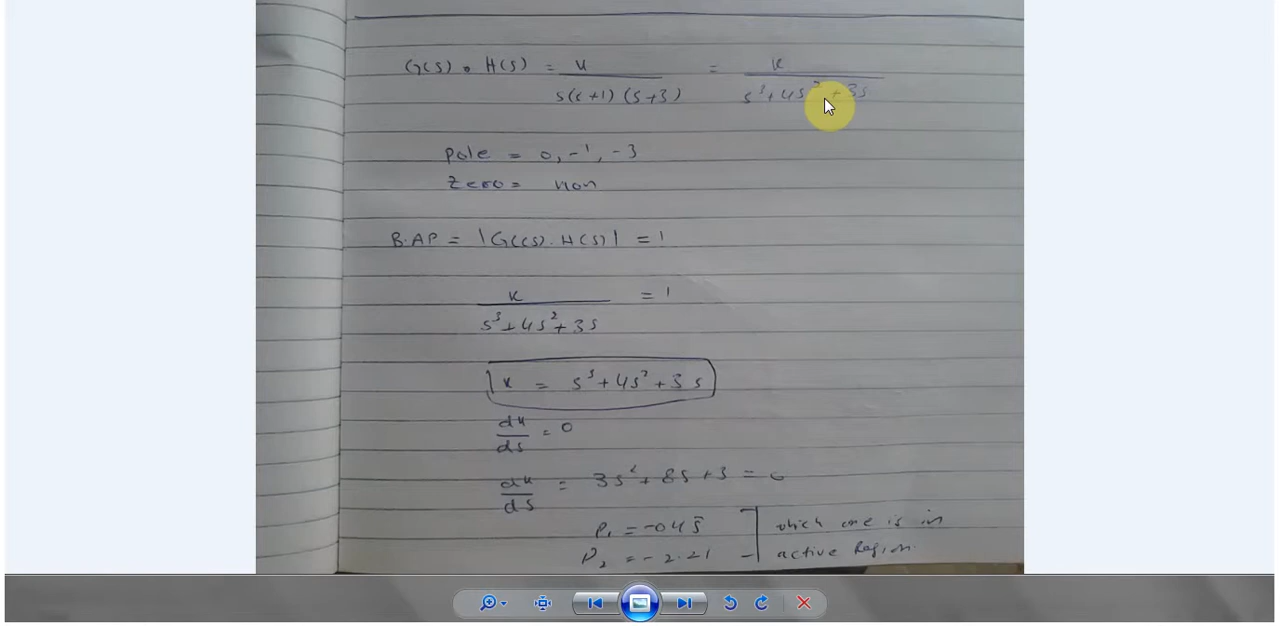 G(s) • H(s) = K / s(s+1)(s+3) = K / s³+4s²+3s
Pole = 0, -1, -3
Zero = Non
B.AP = |G(s).H(s)| = 1
K / s³+4s²+3s = 1
K = s³+4s²+3s
dK/ds = 0
dK/ds = 3s²+8s+3 = 0
P₁ = -0.45 which one is in
P₂ = -2.21 active Region.